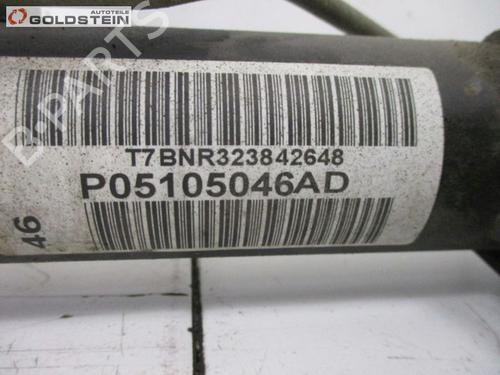 AUTOTEILE
GOLDSTEIN
B-PARTS
T7BNR323842648
P05105046AD
46